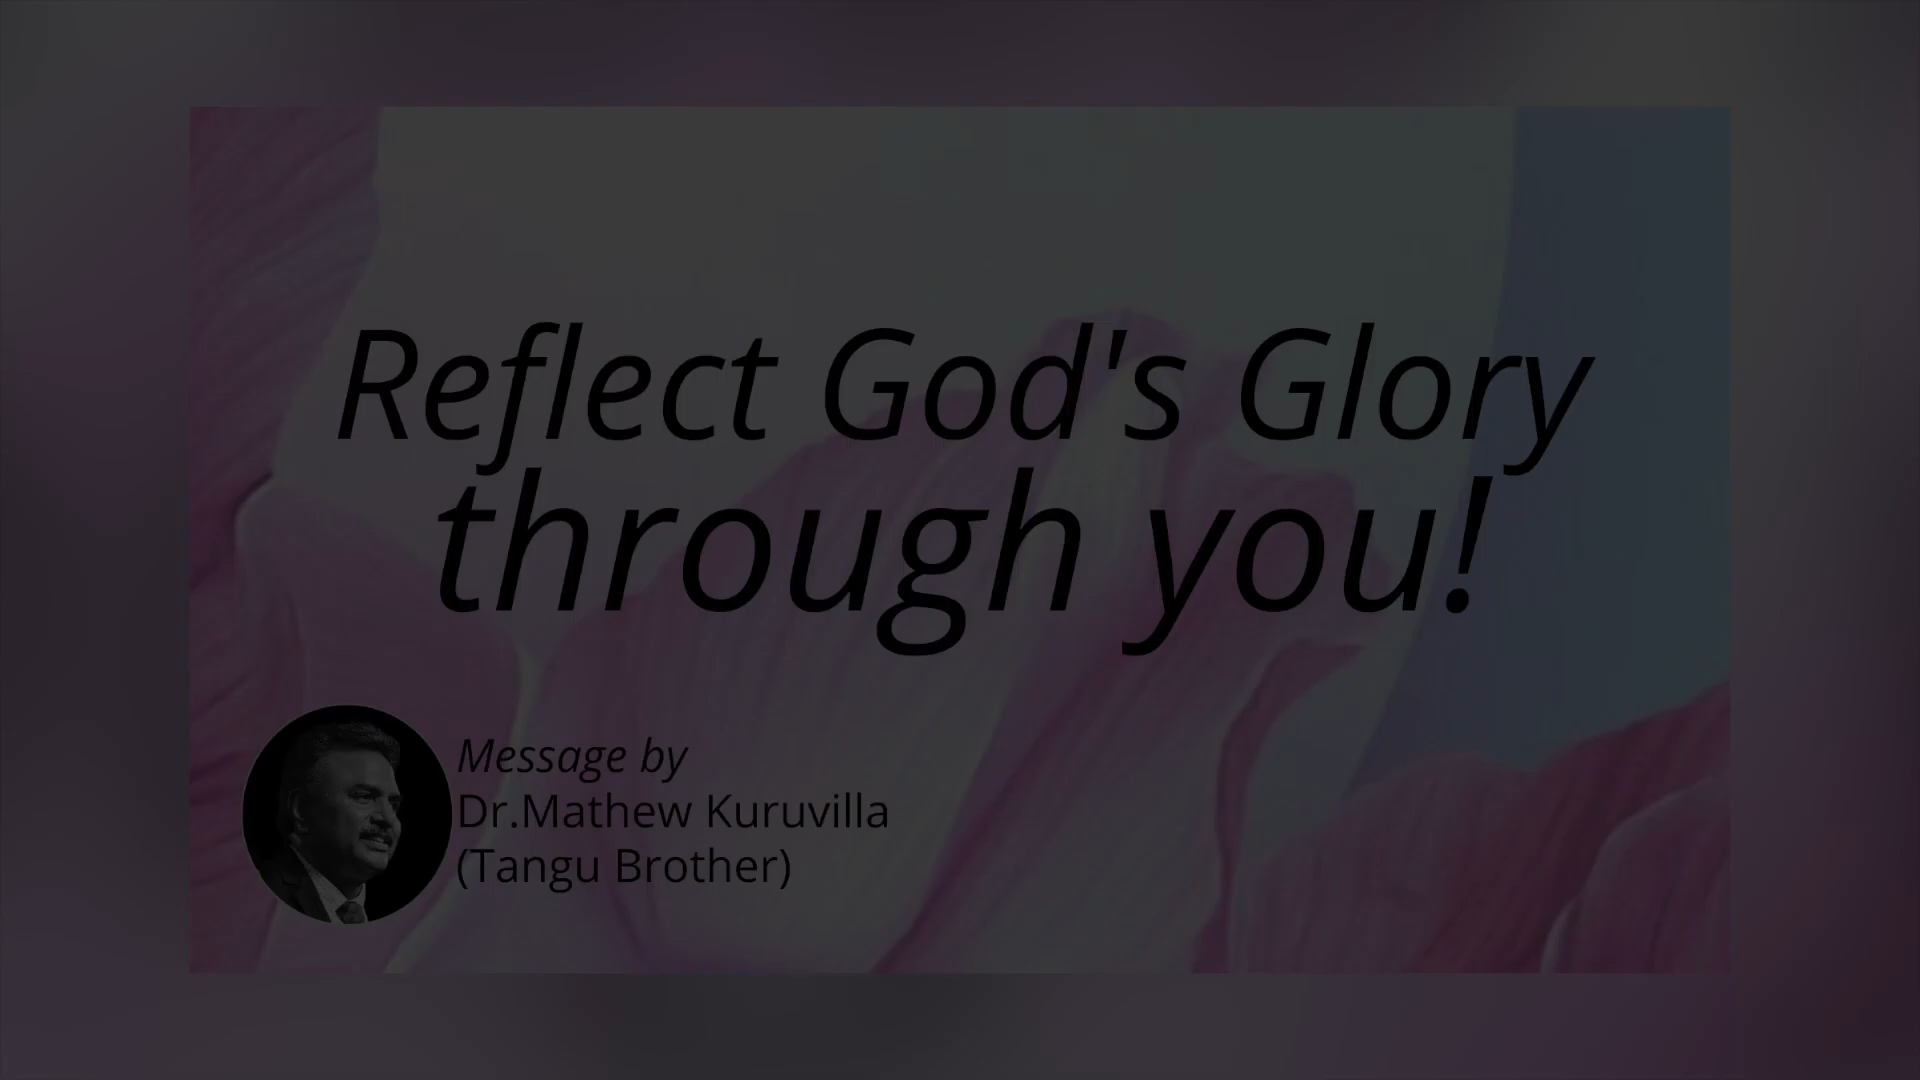 Reflect God's Glory
through you!
Message by
Dr.Mathew Kuruvilla
(Tangu Brother)